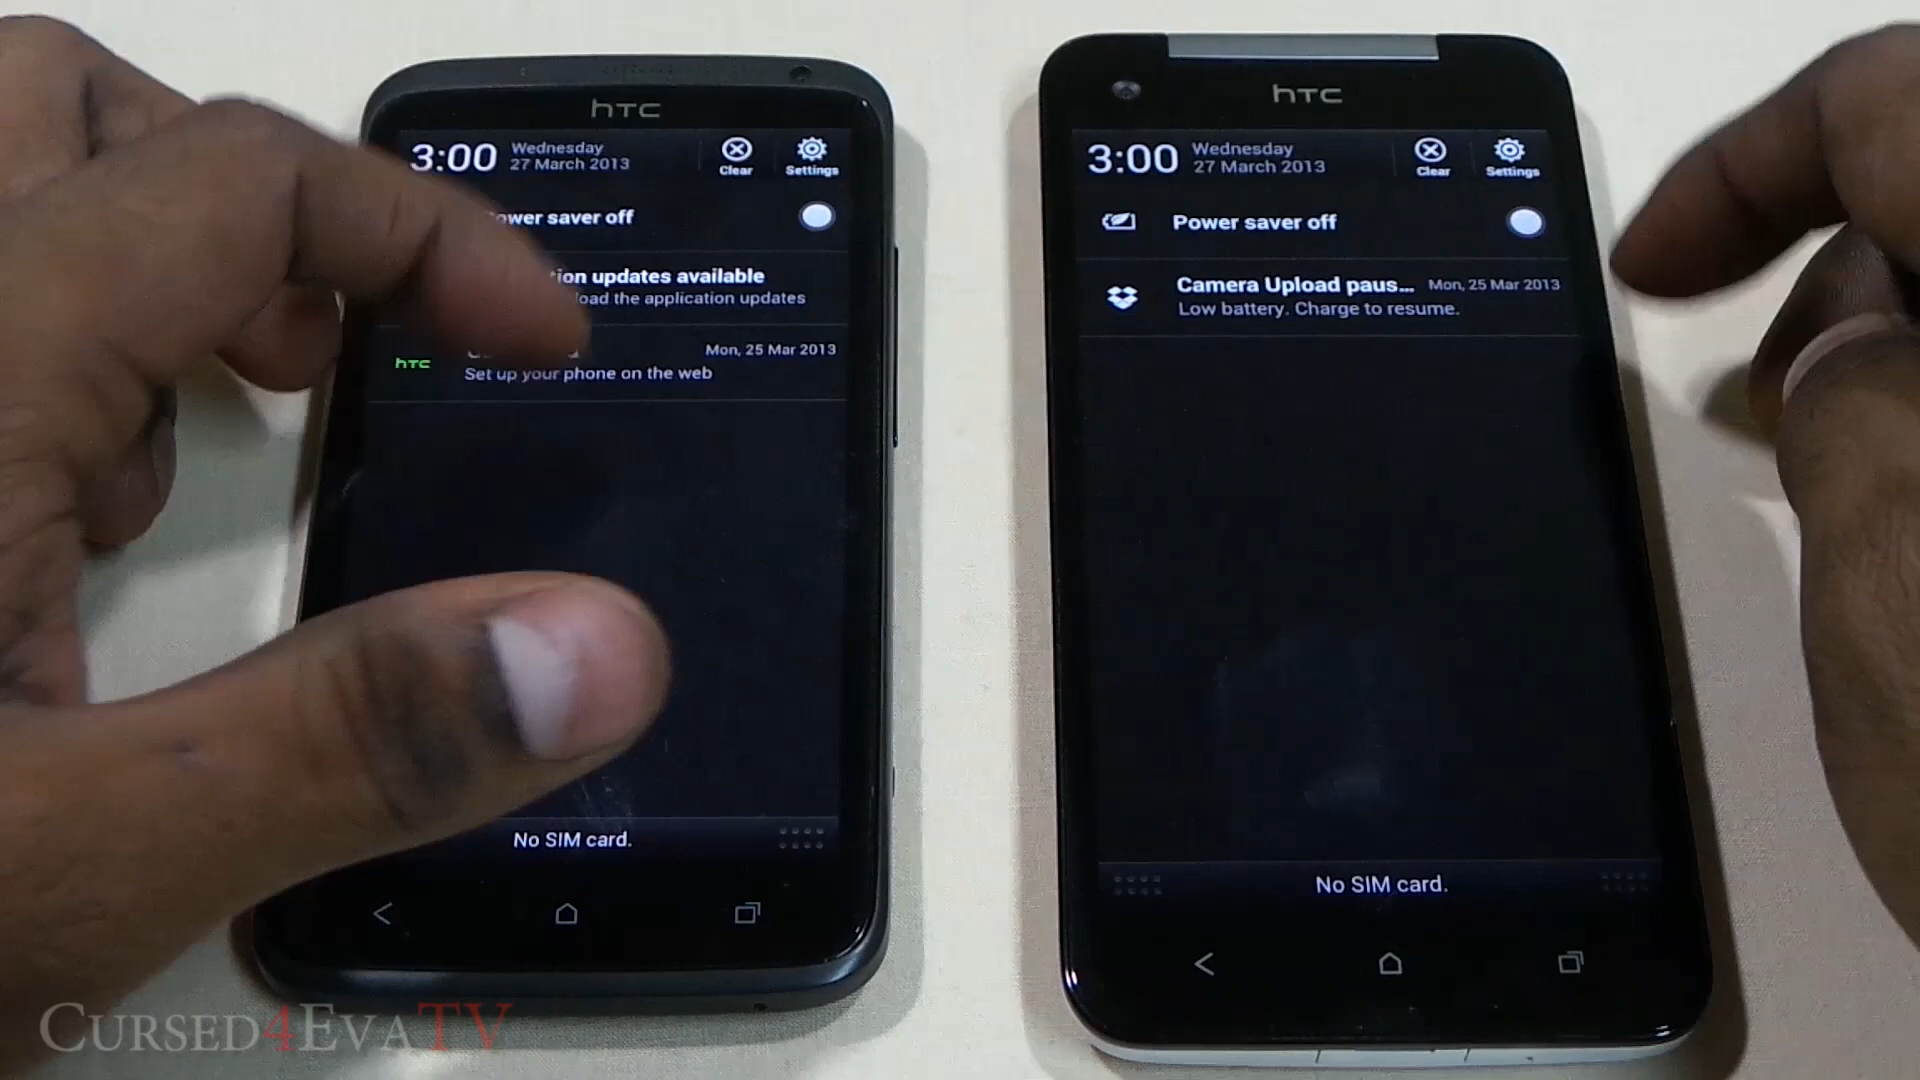 hTC
3:00
Wednesday
27 March 2013
Clear
Settings
ower saver off
tion updates available
load the application updates
hTC
Mon, 25 Mar 2013
Set up your phone on the web
No SIM card.
hTC
3:00
Wednesday
27 March 2013
Clear
Settings
Power saver off
Camera Upload paus...
Mon, 25 Mar 2013
Low battery. Charge to resume.
No SIM card.
CURSED4EVATV